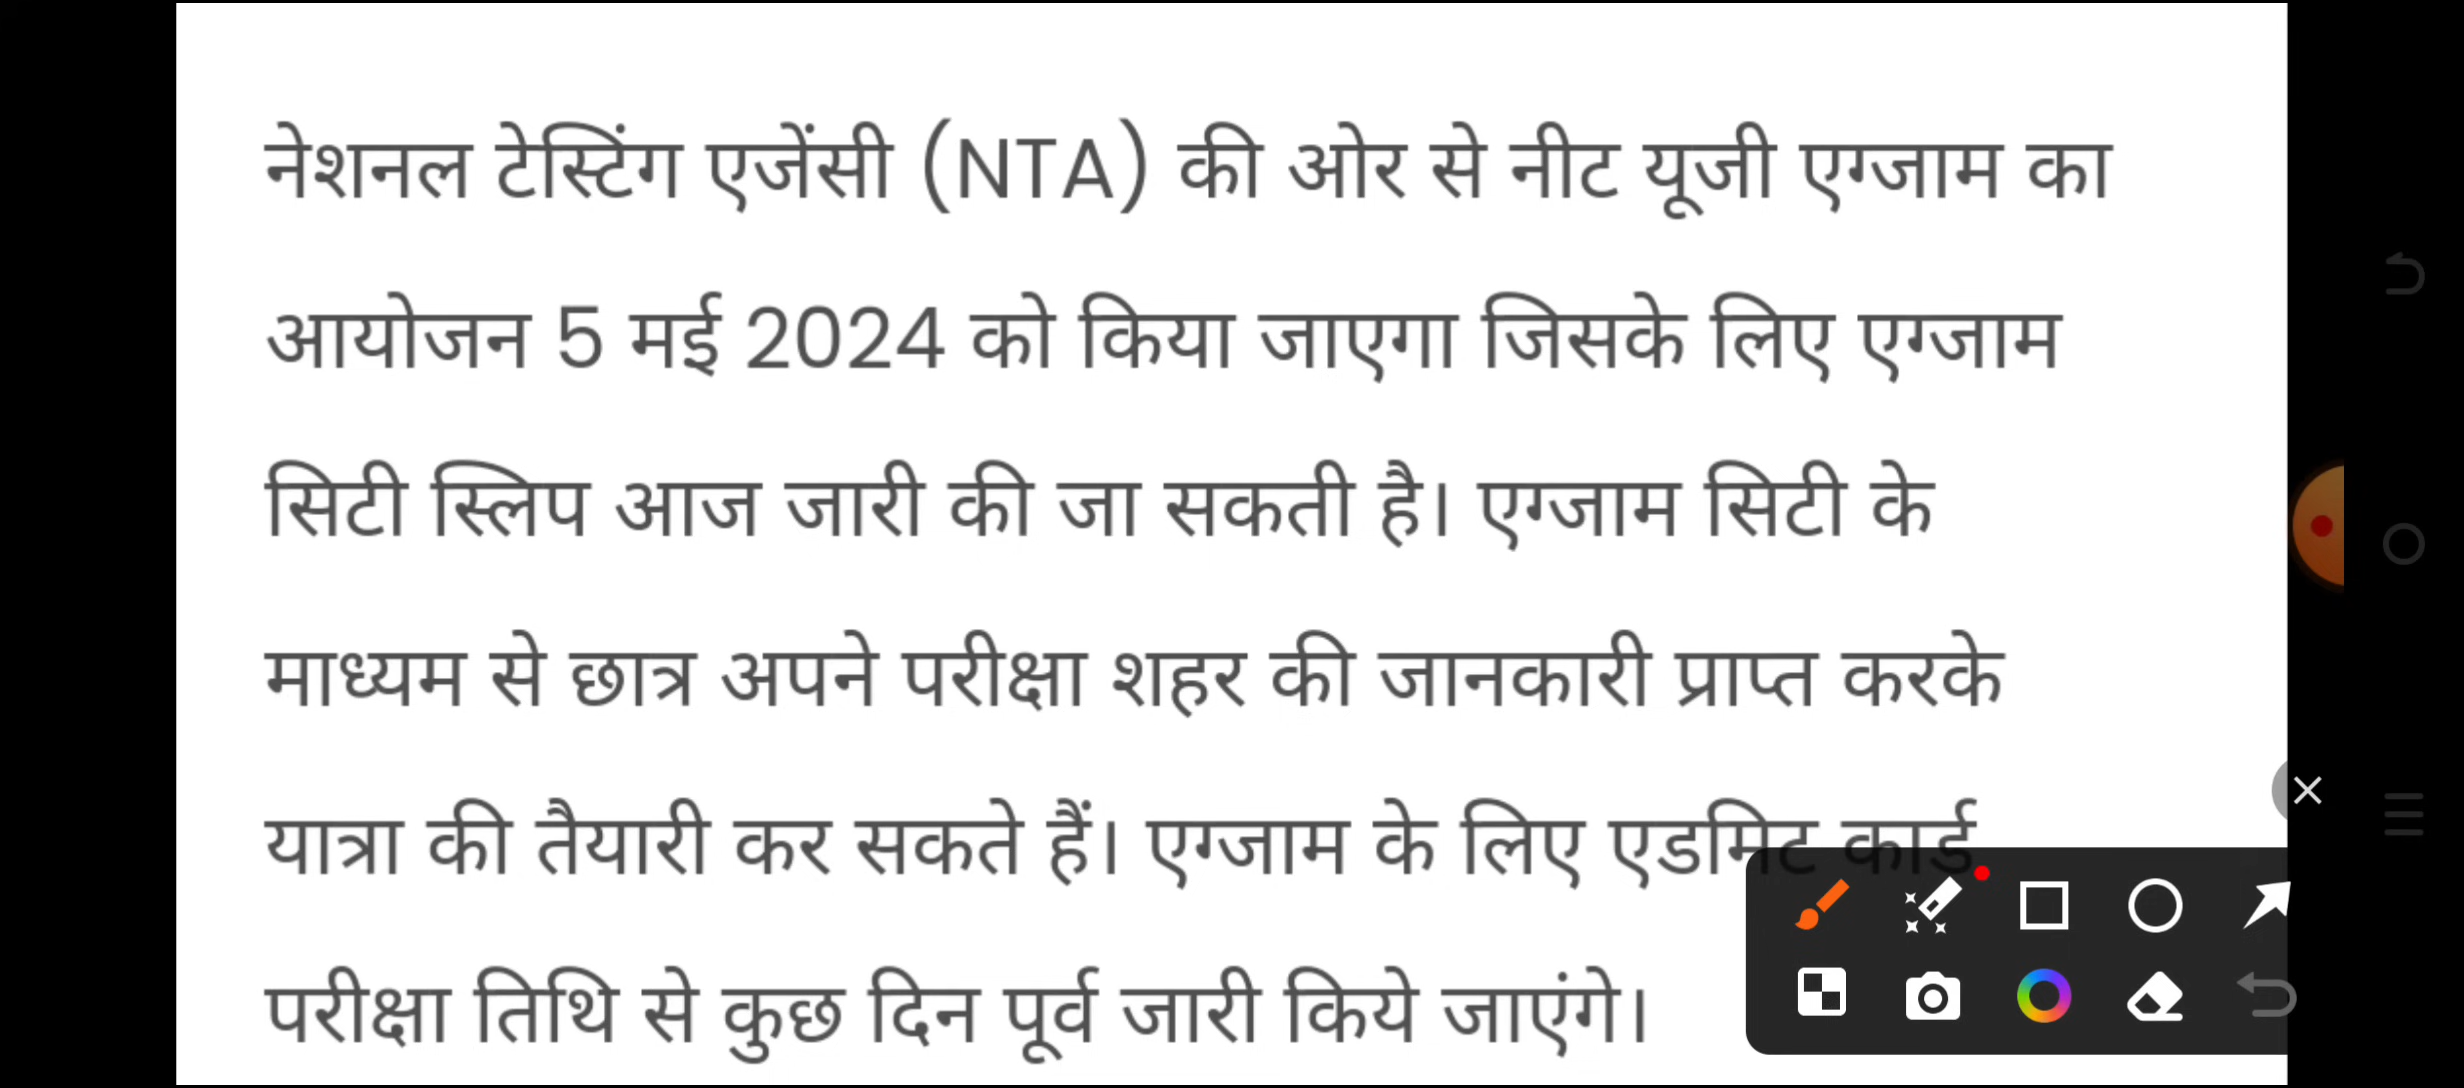 नेशनल टेस्टिंग एजेंसी (NTA) की ओर से नीट यूजी एग्जाम का
आयोजन 5 मई 2024 को किया जाएगा जिसके लिए एग्जाम
सिटी स्लिप आज जारी की जा सकती है। एग्जाम सिटी के
माध्यम से छात्र अपने परीक्षा शहर की जानकारी प्राप्त करके
यात्रा की तैयारी कर सकते हैं। एग्जाम के लिए एडमिट कार्ड
परीक्षा तिथि से कुछ दिन पूर्व जारी किये जाएंगे।